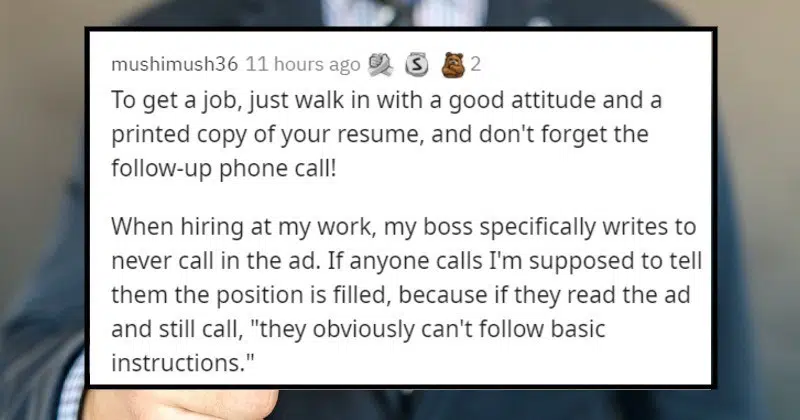 mushimush36 11 hours ago S 2
To get a job, just walk in with a good attitude and a
printed copy of your resume, and don't forget the
follow-up phone call!
When hiring at my work, my boss specifically writes to
never call in the ad. If anyone calls I'm supposed to tell
them the position is filled, because if they read the ad
and still call, "they obviously can't follow basic
instructions."